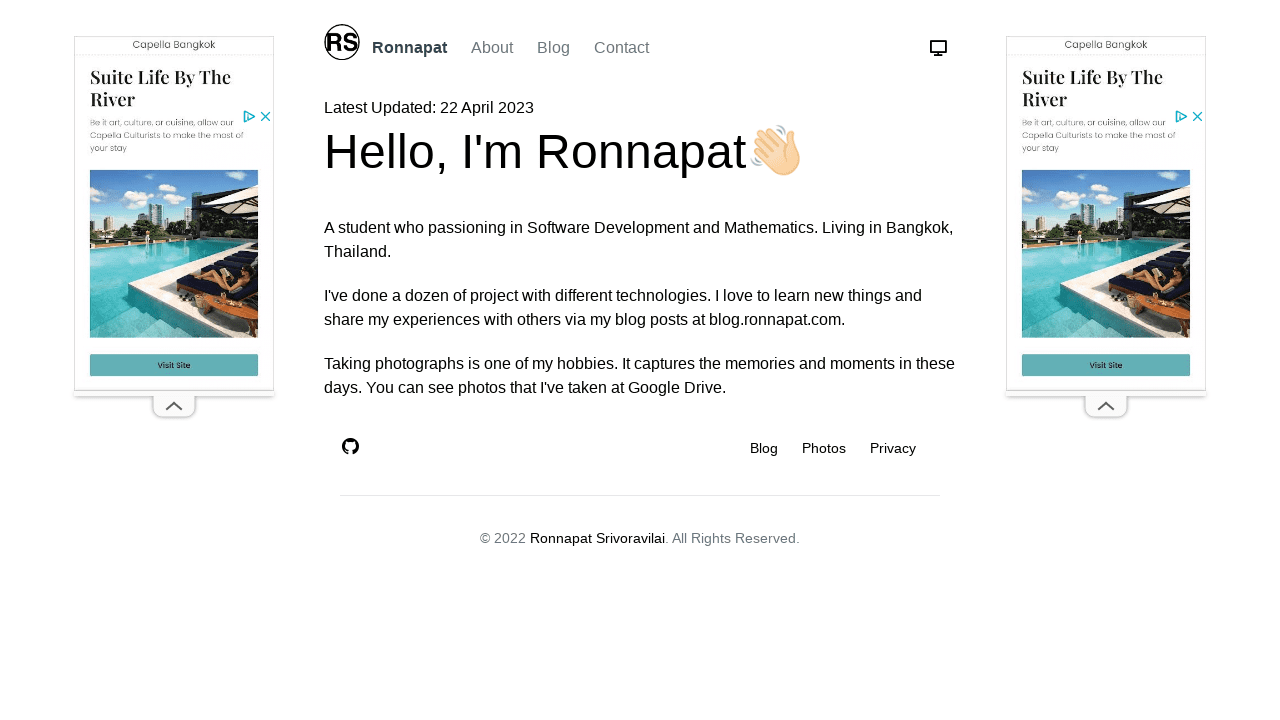 RS Ronnapat About Blog Contact
Latest Updated: 22 April 2023
Hello, I'm Ronnapat👋🏻
A student who passioning in Software Development and Mathematics. Living in Bangkok,
Thailand.
I've done a dozen of project with different technologies. I love to learn new things and
share my experiences with others via my blog posts at blog.ronnapat.com.
Taking photographs is one of my hobbies. It captures the memories and moments in these
days. You can see photos that I've taken at Google Drive.
Blog Photos Privacy
© 2022 Ronnapat Srivoravilai. All Rights Reserved.
Capella Bangkok
Suite Life By The
River
Be it art, culture, or cuisine, allow our
Capella Culturists to make the most of
your stay
Visit Site
Capella Bangkok
Suite Life By The
River
Be it art, culture, or cuisine, allow our
Capella Culturists to make the most of
your stay
Visit Site